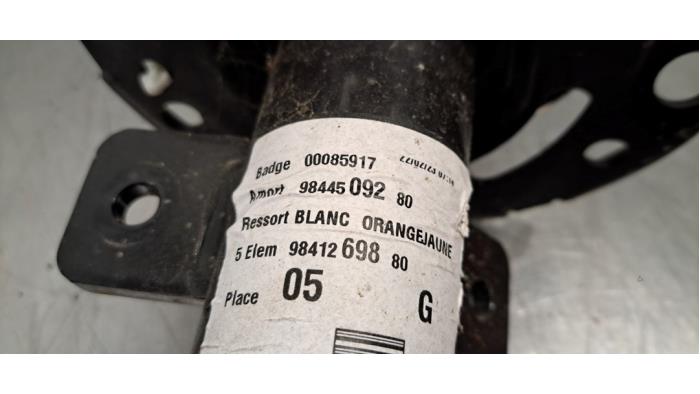 Badge 00085917
Amort 98445 092 80
Ressort BLANC ORANGEJAUNE
5 Elem 98412 698 80
Place 05 G